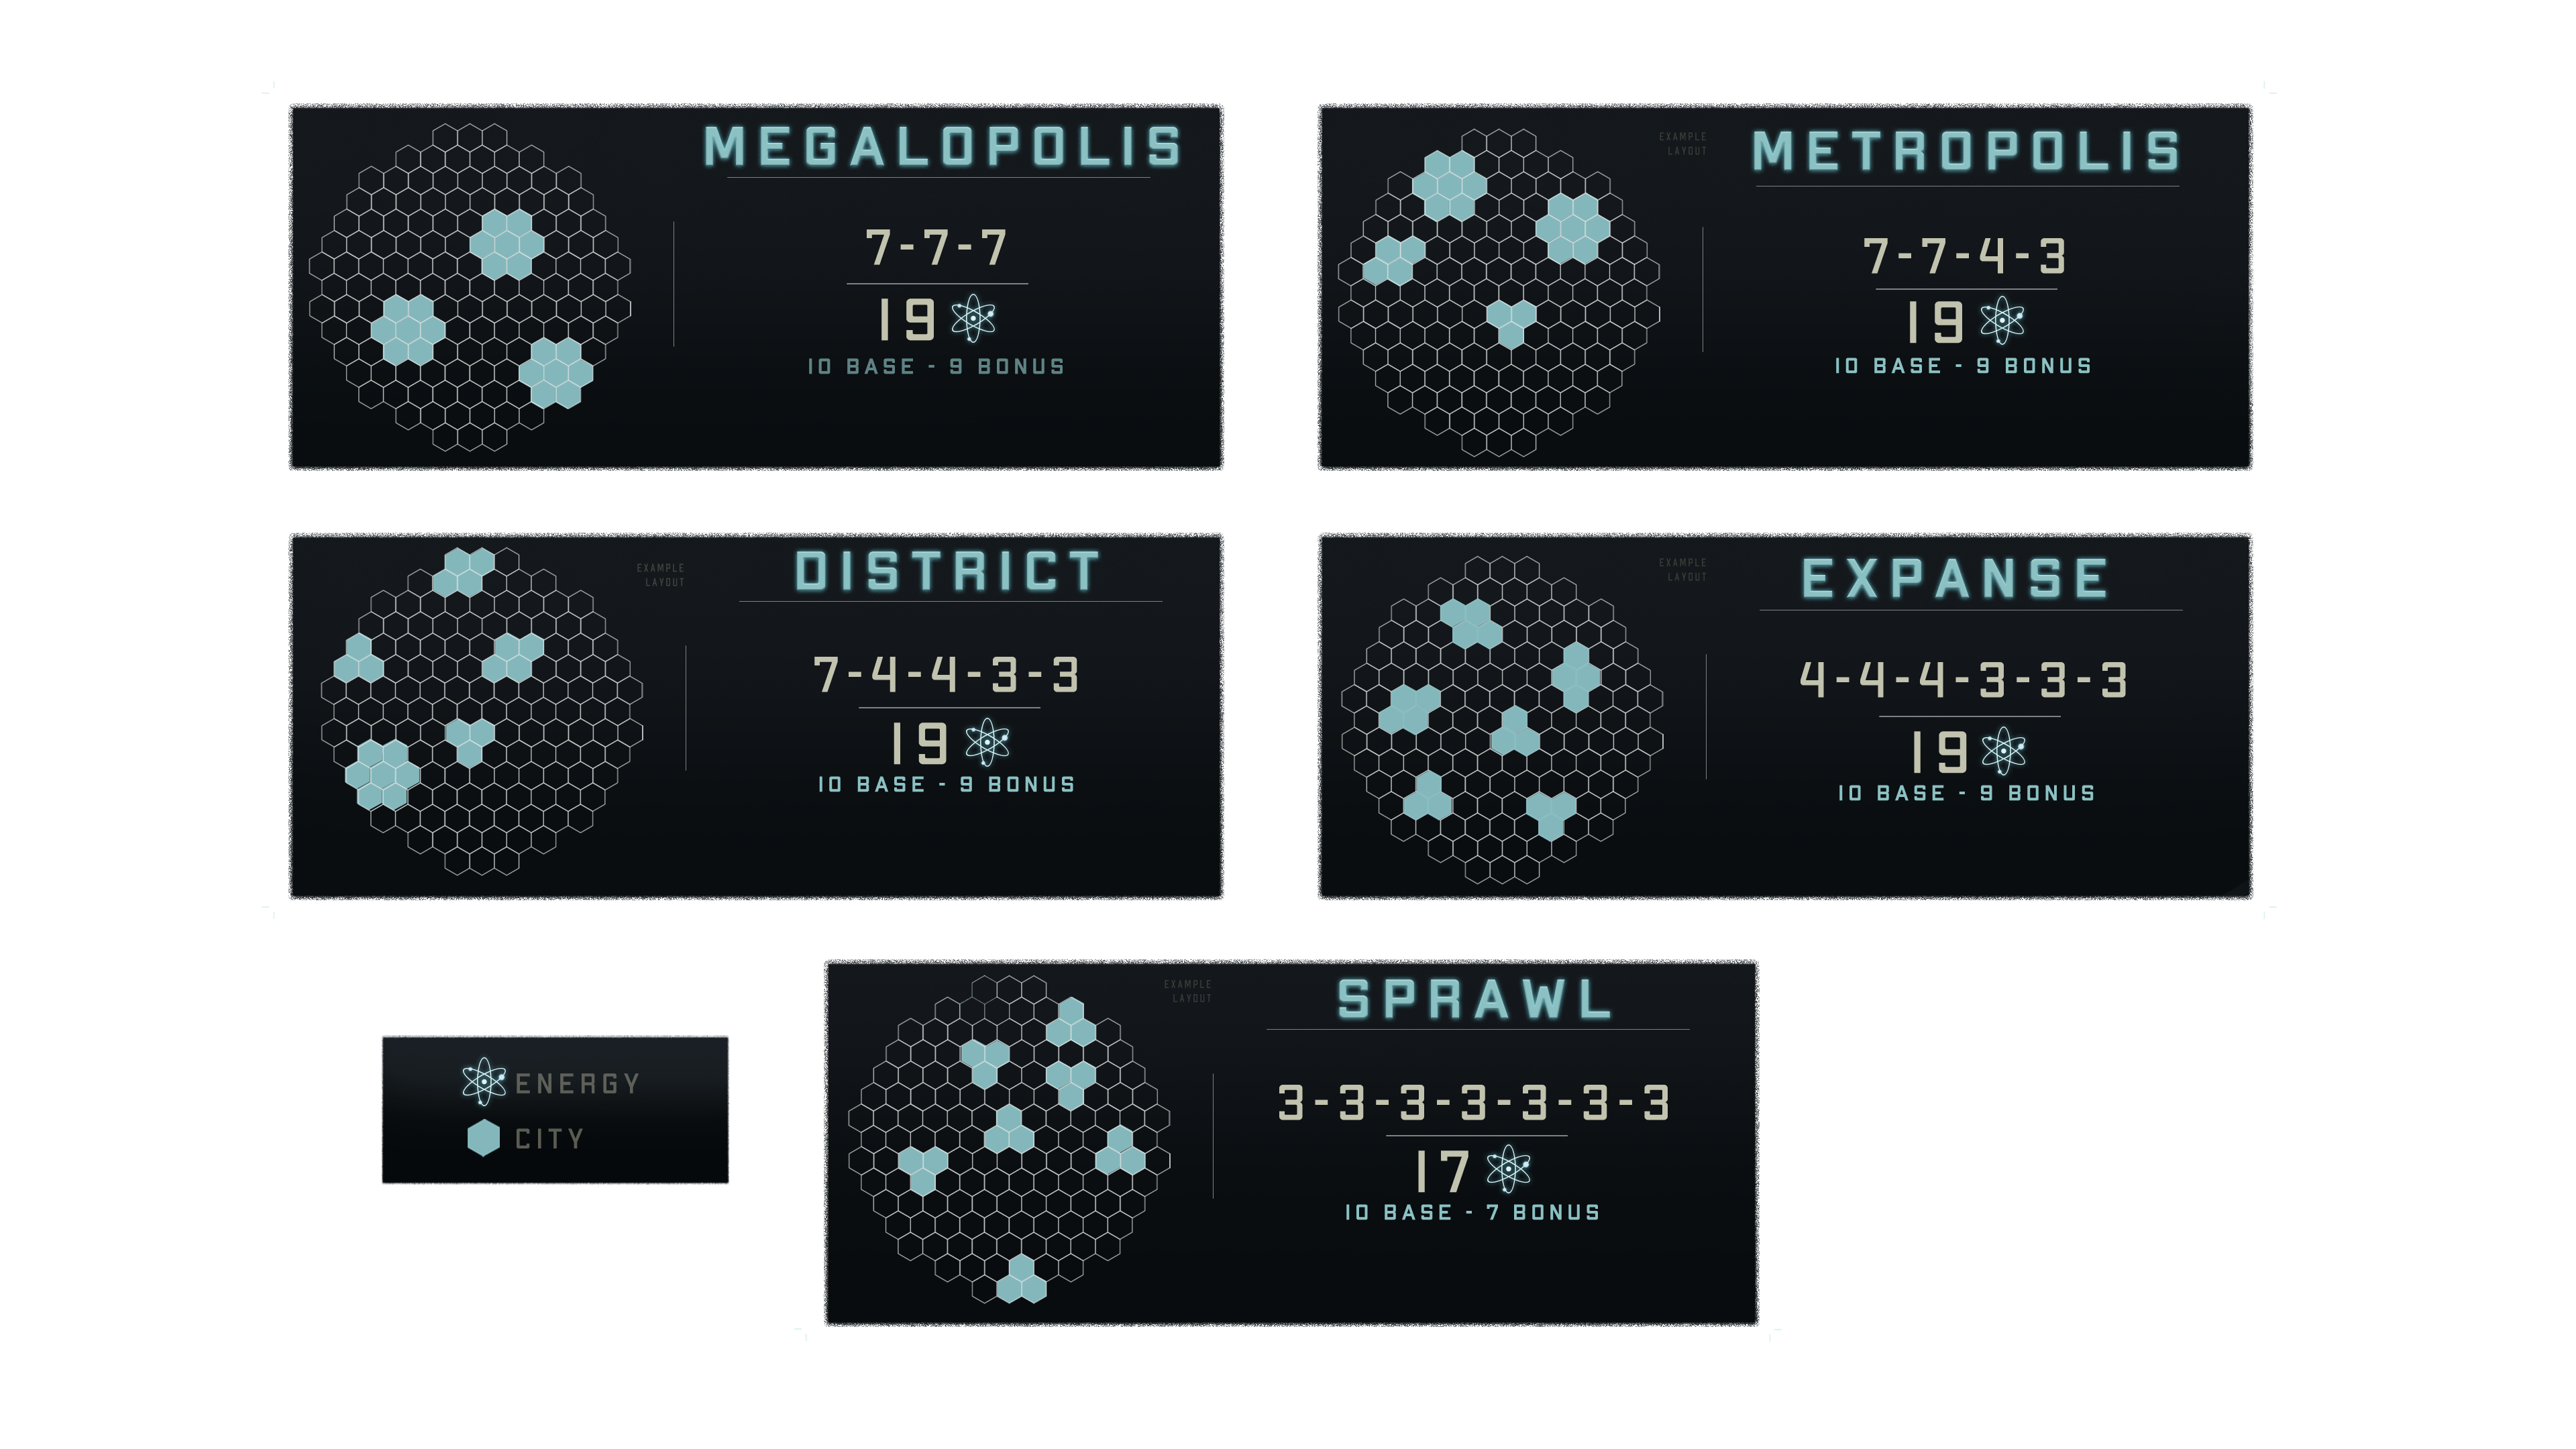 MEGALOPOLIS
7-7-7
19
10 BASE - 9 BONUS
EXAMPLE
LAYOUT
METROPOLIS
7-7-4-3
19
10 BASE - 9 BONUS
EXAMPLE
LAYOUT
DISTRICT
7-4-4-3-3
19
10 BASE - 9 BONUS
EXAMPLE
LAYOUT
EXPANSE
4-4-4-3-3-3
19
10 BASE - 9 BONUS
ENERGY
CITY
EXAMPLE
LAYOUT
SPRAWL
3-3-3-3-3-3-3
17
10 BASE - 7 BONUS